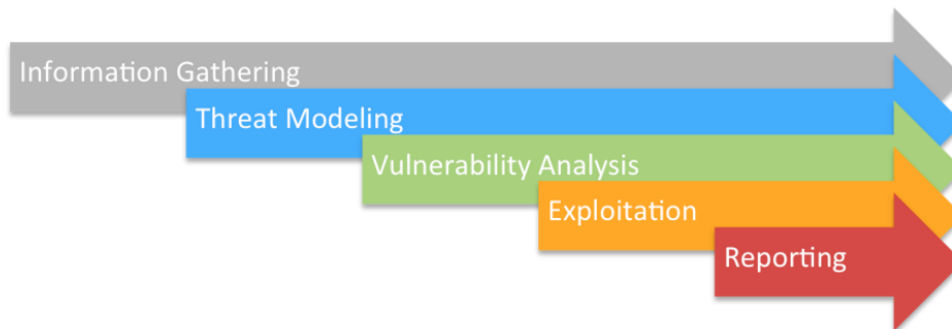 Information Gathering
Threat Modeling
Vulnerability Analysis
Exploitation
Reporting